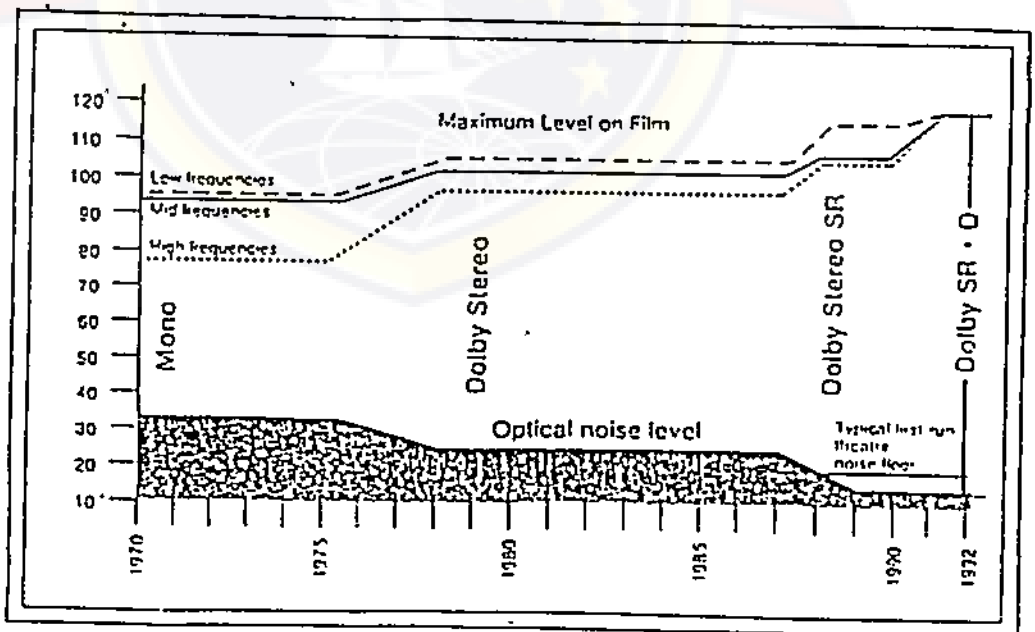 120
110
100
90
80
70
60
50
40
30
20
10
Maximum Level on Film
Low frequencies
Mid frequencies
High frequencies
Mono
Dolby Stereo
Dolby Stereo SR
Dolby SR • D
Optical noise level
Typical first run
theatre
noise floor
1970
1975
1980
1985
1990
1992